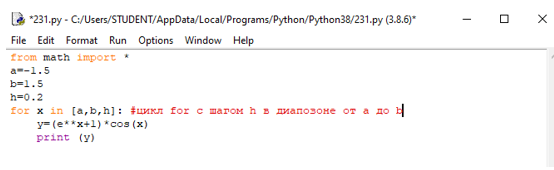 *231.py - C:/Users/STUDENT/AppData/Local/Programs/Python/Python38/231.py (3.8.6)*
File Edit Format Run Options Window Help
from math import *
a=-1.5
b=1.5
h=0.2
for x in [a,b,h]: #цикл for с шагом h в диапозоне от a до b
    y=(e**x+1)*cos(x)
    print (y)